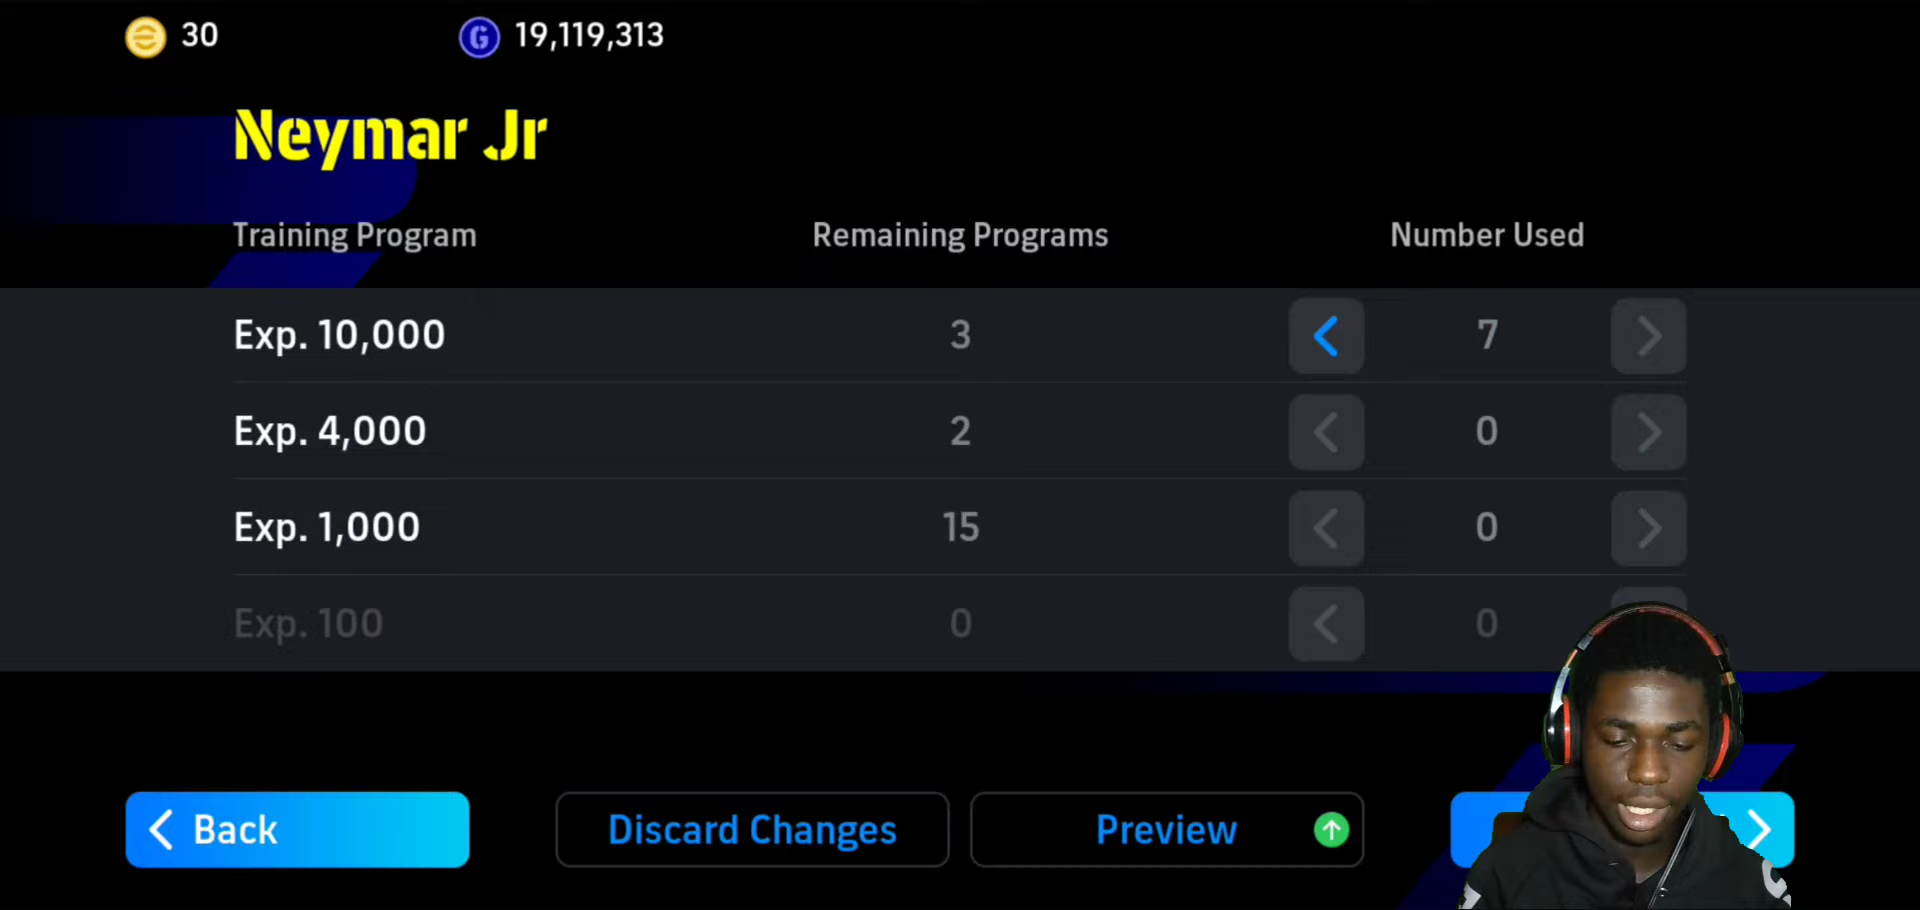 30 19,119,313
Neymar Jr
Training Program Remaining Programs Number Used
Exp. 10,000 3 7
Exp. 4,000 2 0
Exp. 1,000 15 0
Exp. 100 0 0
Back Discard Changes Preview